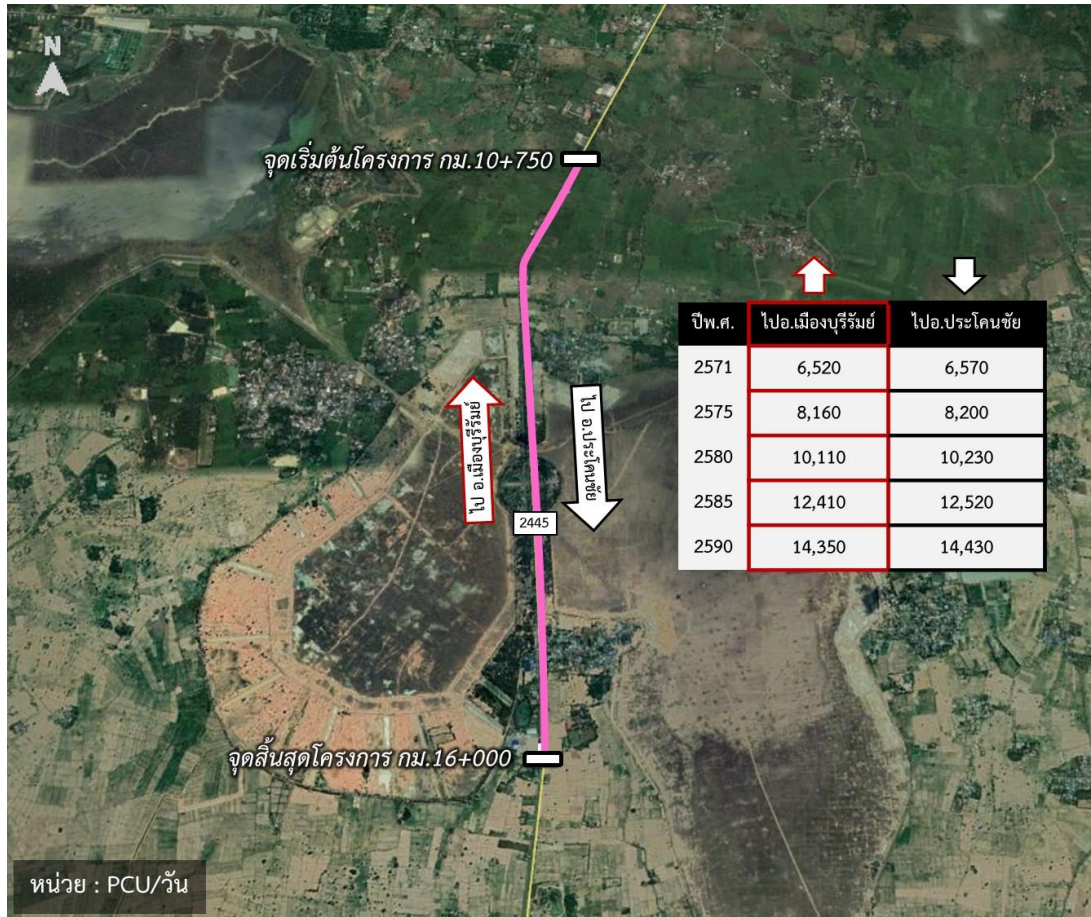 N
จุดเริ่มต้นโครงการ กม.10+750
ปีพ.ศ. ไปอ.เมืองบุรีรัมย์ ไปอ.ประโคนชัย
2571 6,520 6,570
2575 8,160 8,200
2580 10,110 10,230
2585 12,410 12,520
2590 14,350 14,430
ไป อ.เมืองบุรีรัมย์
ไป อ.ประโคนชัย
2445
จุดสิ้นสุดโครงการ กม.16+000
หน่วย : PCU/วัน